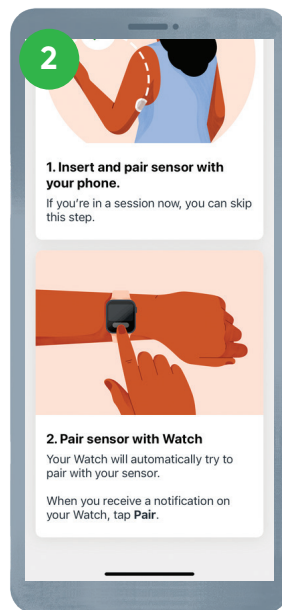 2
1. Insert and pair sensor with
your phone.
If you're in a session now, you can skip
this step.
2. Pair sensor with Watch
Your Watch will automatically try to
pair with your sensor.
When you receive a notification on
your Watch, tap Pair.